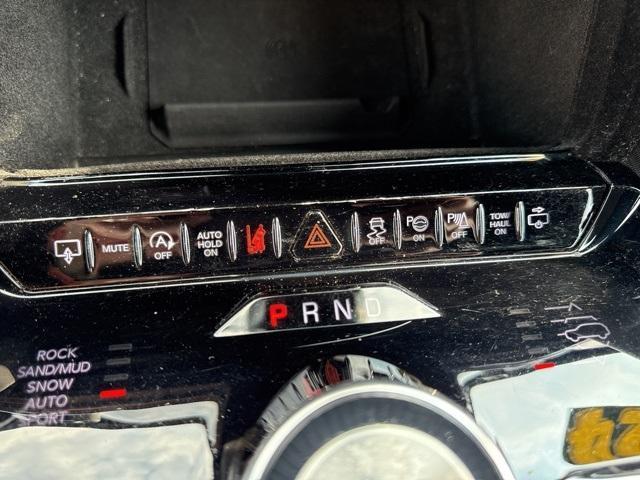 MUTE
OFF
AUTO
HOLD
ON
OFF
P
ON
P
OFF
TOW/
HAUL
ON
P R N D
ROCK
SAND/MUD
SNOW
AUTO
SPORT